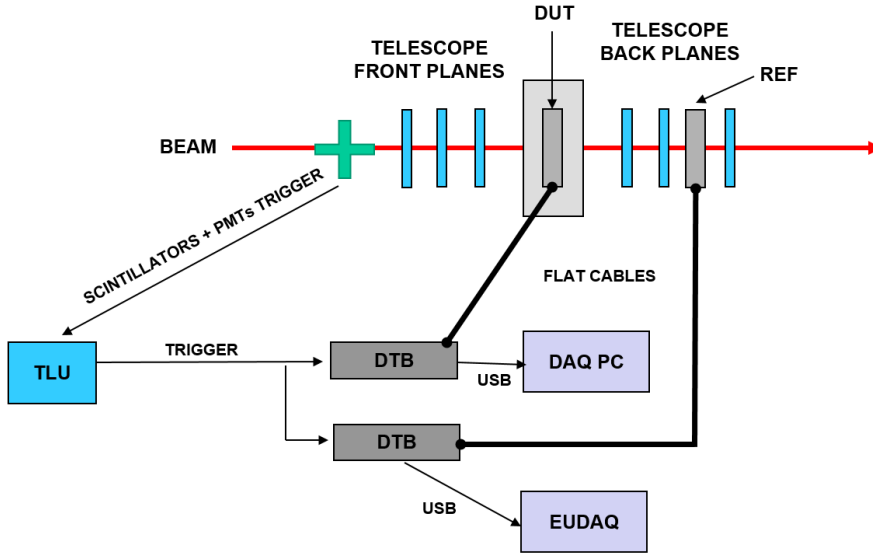 DUT
TELESCOPE
FRONT PLANES
TELESCOPE
BACK PLANES
REF
BEAM
SCINTILLATORS + PMTs TRIGGER
FLAT CABLES
TLU
TRIGGER
DTB
USB
DAQ PC
DTB
USB
EUDAQ